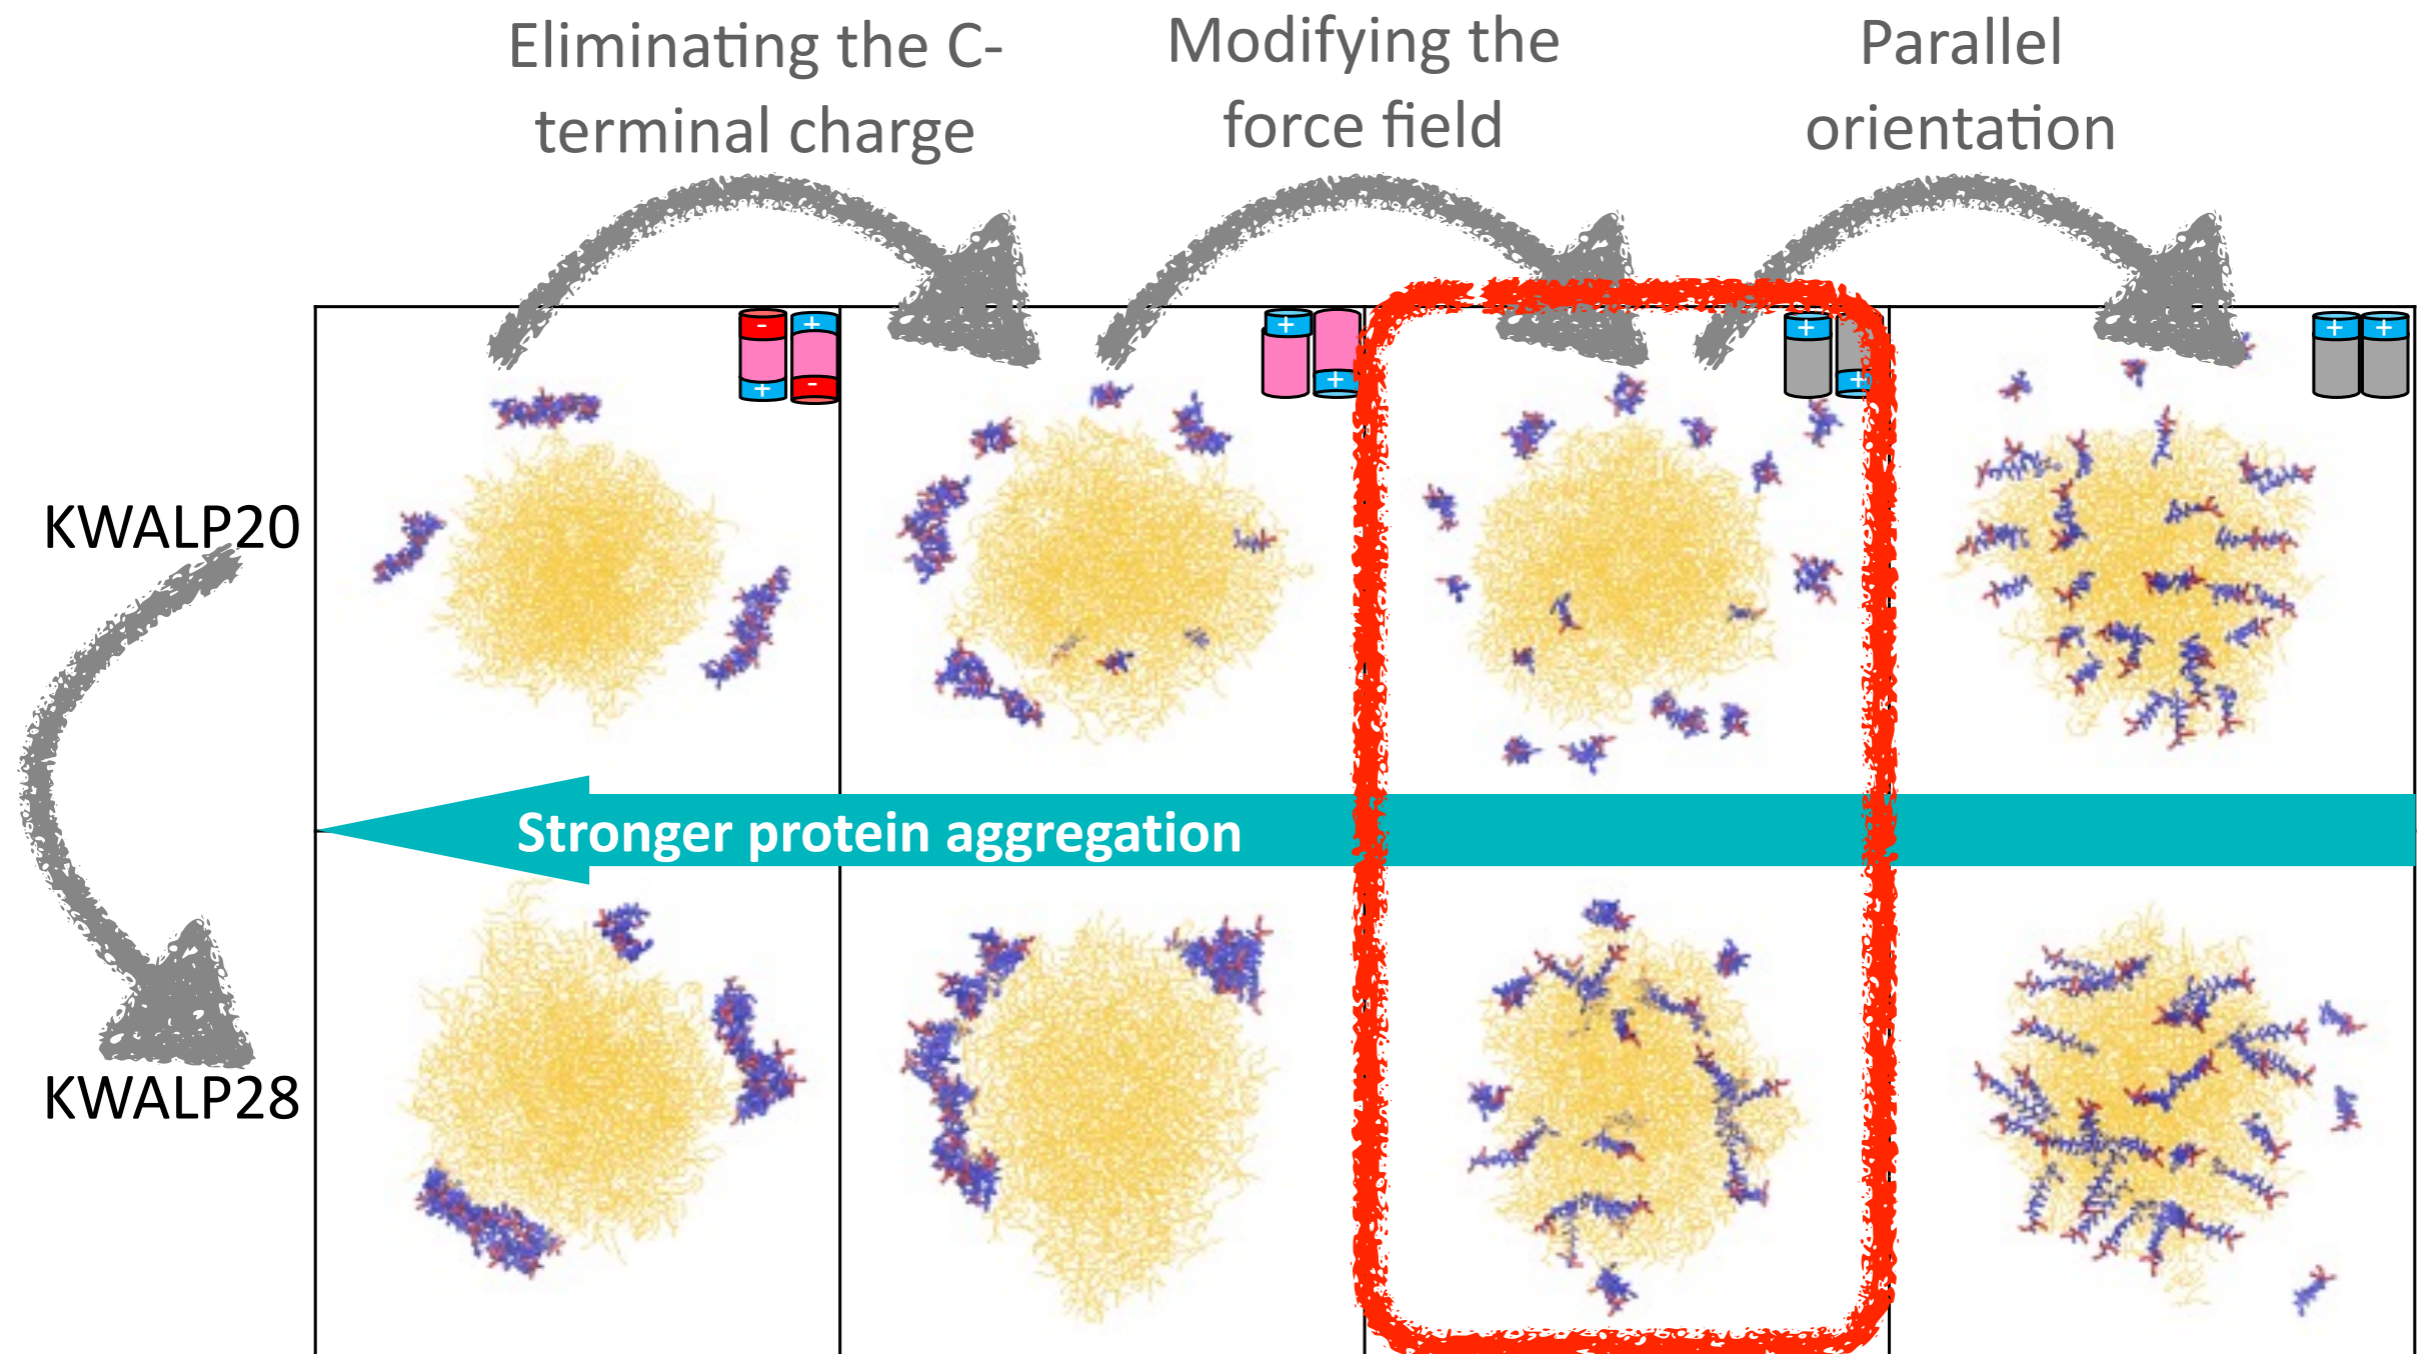 Eliminating the C-
terminal charge
Modifying the
force field
Parallel
orientation
- +
+ -
+
+
+
+
+ +
KWALP20
Stronger protein aggregation
KWALP28